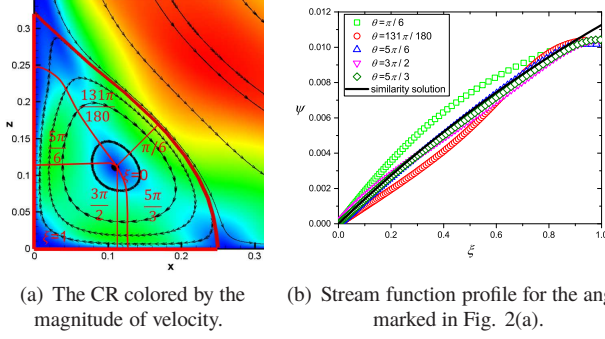 0.3
0.25
0.2
0.15
0.1
0.05
0
z
0
0.1
0.2
0.3
x
131π
180
5π
6
π/6
3π
2
5π
3
ψ
0.012
0.010
0.008
0.006
0.004
0.002
0.000
θ=π / 6
θ=131π / 180
θ=5π / 6
θ=3π / 2
θ=5π / 3
similarity solution
0.0
0.2
0.4
0.6
0.8
1.0
ξ
(a) The CR colored by the
magnitude of velocity.
(b) Stream function profile for the ang
marked in Fig. 2(a).